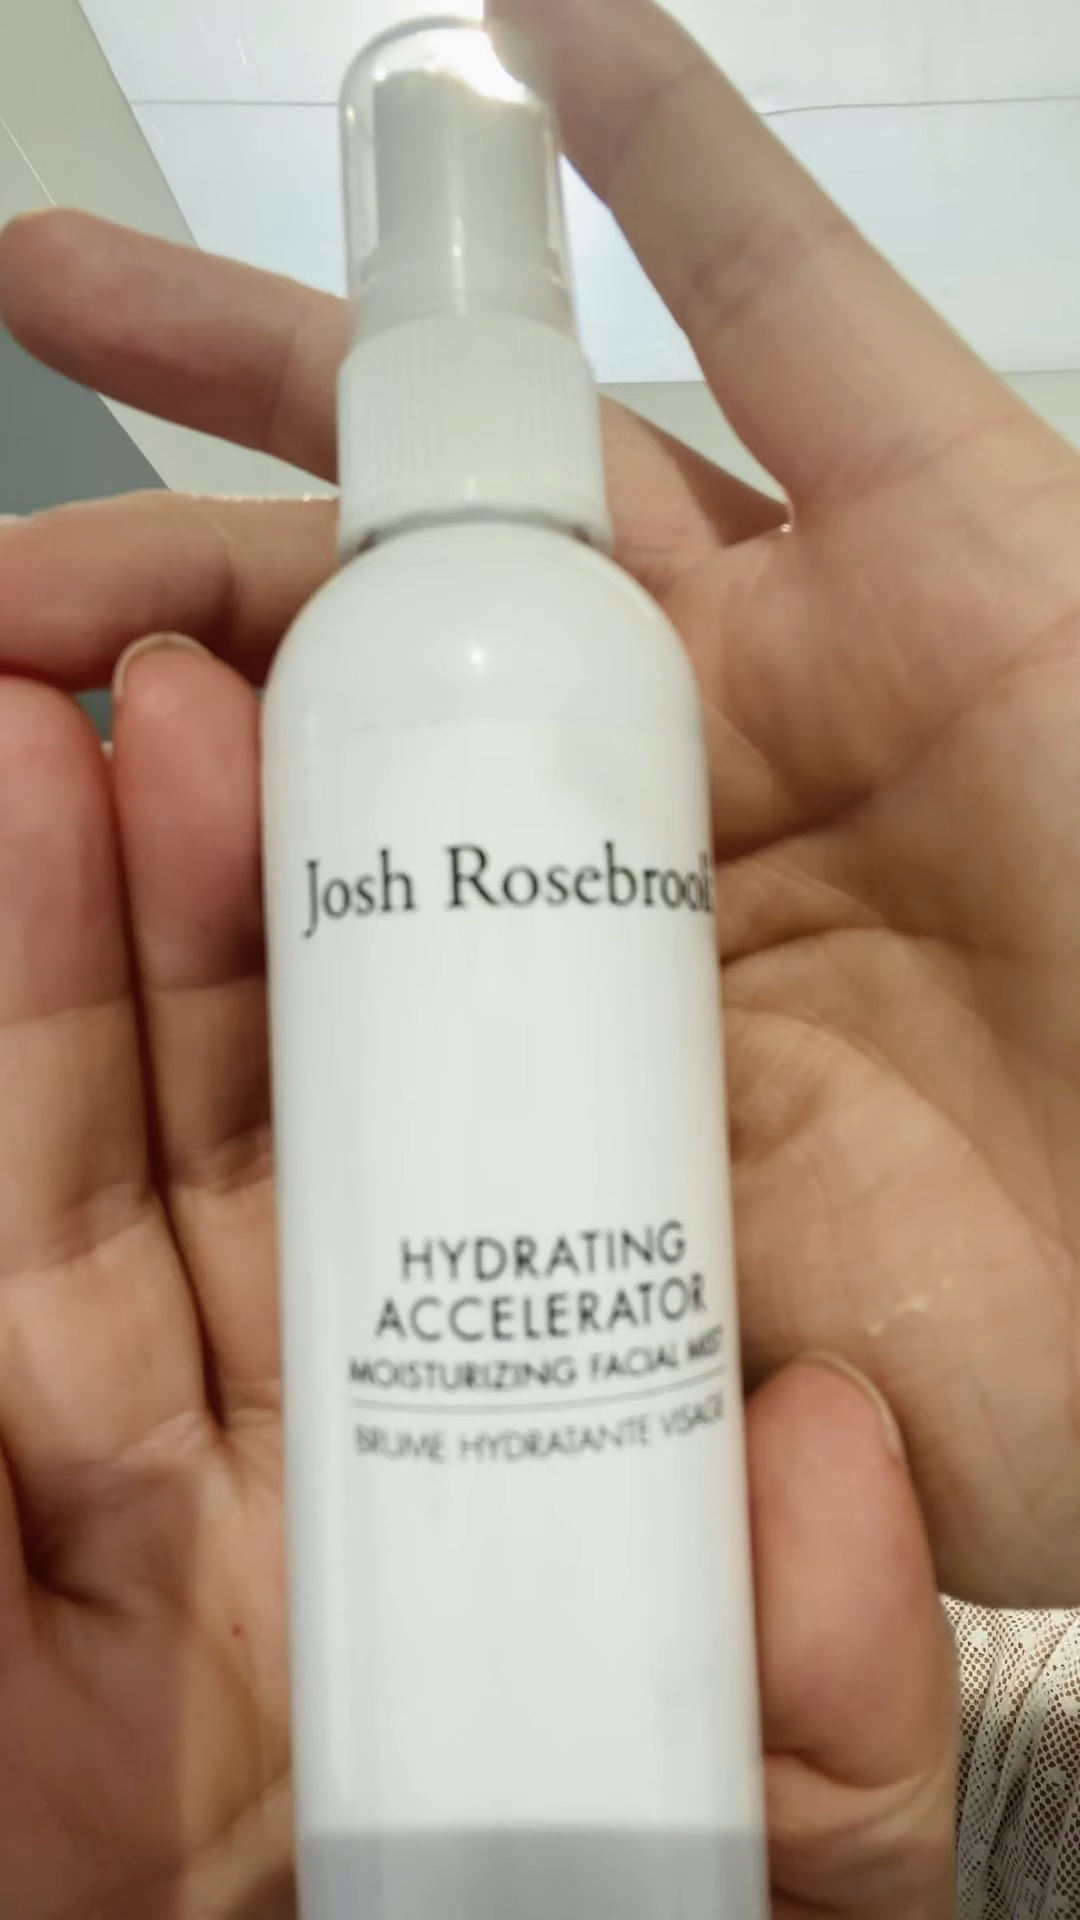 Josh Rosebrook
HYDRATING
ACCELERATOR
MOISTURIZING FACIAL MIST
BRUME HYDRATANTE VISAGE